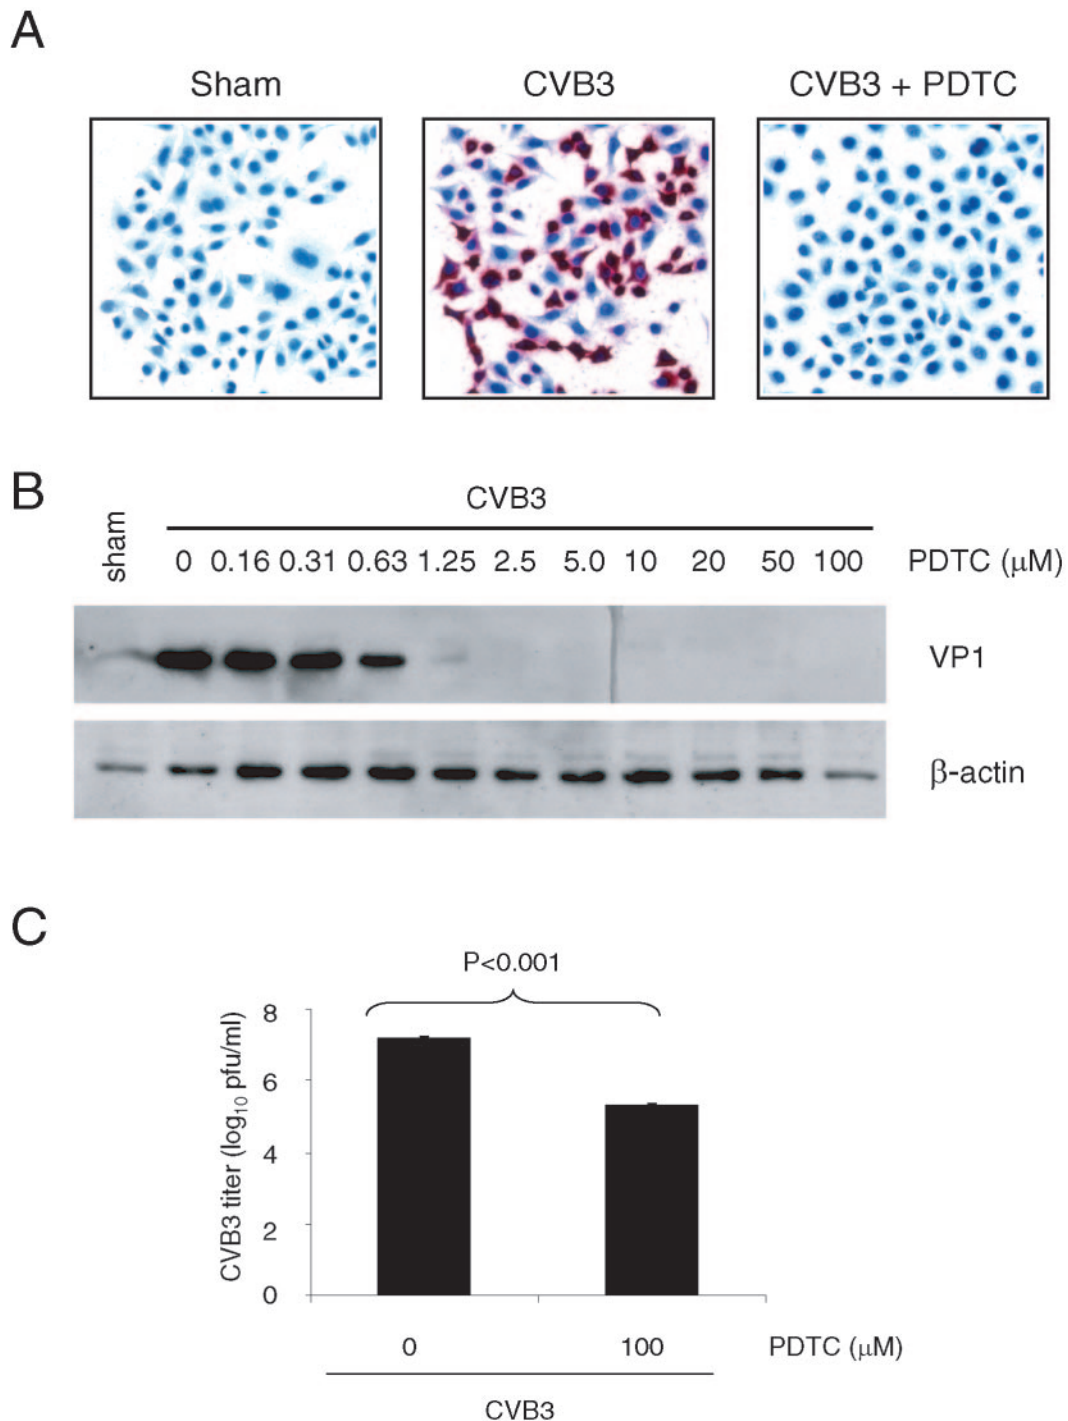 A
Sham CVB3 CVB3 + PDTC
B
CVB3
sham 0 0.16 0.31 0.63 1.25 2.5 5.0 10 20 50 100 PDTC (μM)
VP1
β-actin
C
P<0.001
CVB3 titer (log₁₀ pfu/ml)
8
6
4
2
0
0 100 PDTC (μM)
CVB3